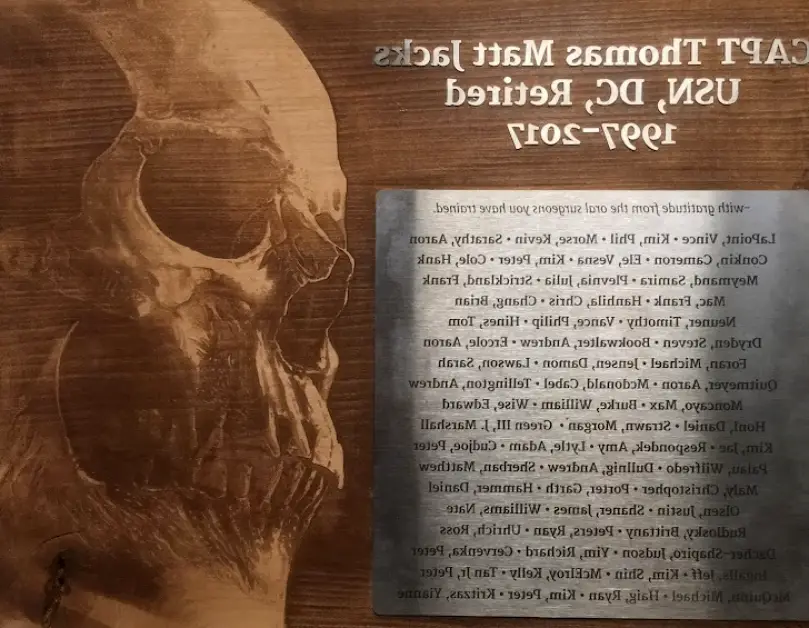 CAPT Thomas Matt Jacks
USN, DC, Retired
1997-2017
~with gratitude from the oral surgeons you have trained.
LaPoint, Vince • Kim, Phil • Morse, Kevin • Sarathy, Aaron
Conkin, Cameron • Ele, Vesna • Kim, Peter • Cole, Hank
Meymand, Samira • Plevnia, Julia • Strickland, Frank
Mac, Frank • Hanhila, Chris • Chang, Brian
Neuner, Timothy • Vance, Philip • Hines, Tom
Dryden, Steven • Bookwalter, Andrew • Ercole, Aaron
Foran, Michael • Jensen, Damon • Lawson, Sarah
Quitmeyer, Aaron • Mcdonald, Cabel • Tellington, Andrew
Moncayo, Max • Burke, William • Wise, Edward
Honl, Daniel • Strawn, Morgan • Green III, J. Marshall
Kim, Jae • Respondek, Amy • Lytle, Adam • Cudjoe, Peter
Palau, Wilfredo • Dulinig, Andrew • Sherban, Matthew
Maly, Christopher • Porter, Garth • Hammer, Daniel
Olsen, Justin • Shaner, James • Williams, Nate
Rudlodsky, Brittany • Peters, Ryan • Uhrich, Ross
Dacher-Shapiro, Judson • Yim, Richard • Cervenka, Peter
Ingalls, Jeff • Kim, Shin • McElroy, Kelly • Tan Jr, Peter
McQuinn, Michael • Haig, Ryan • Kim, Peter • Kritzas, Yianne